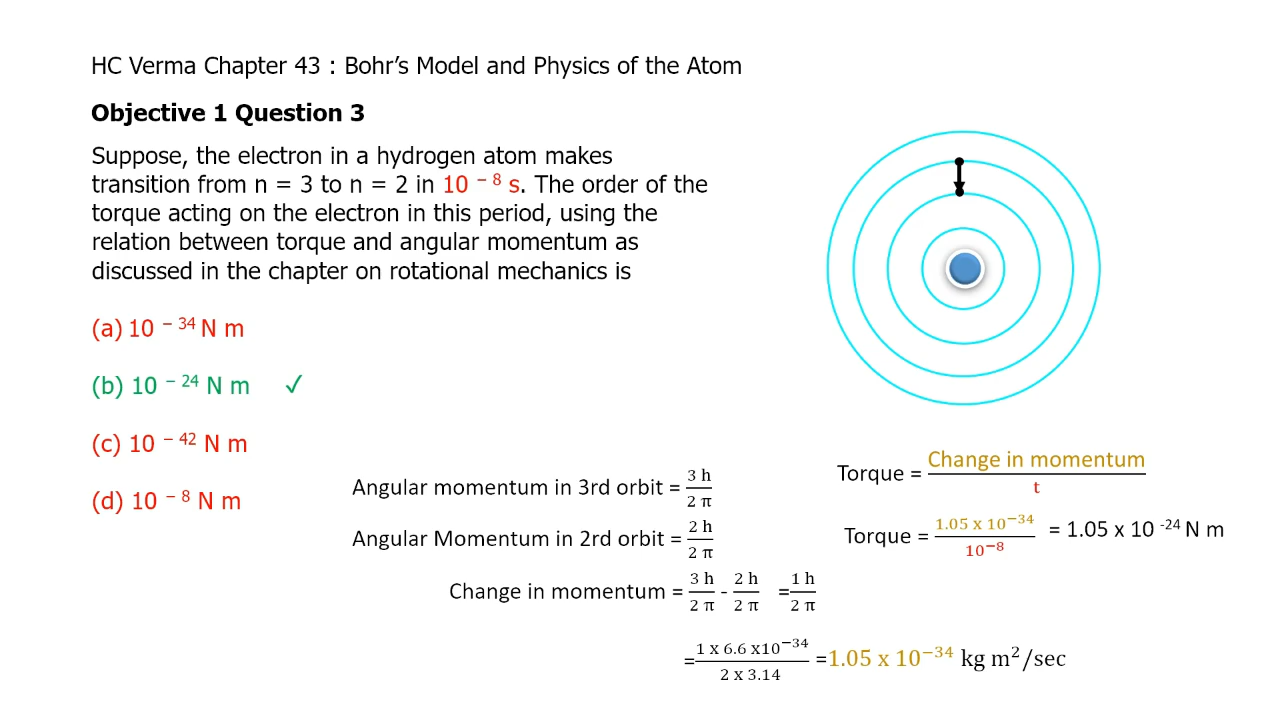 HC Verma Chapter 43 : Bohr’s Model and Physics of the Atom
Objective 1 Question 3
Suppose, the electron in a hydrogen atom makes
transition from n = 3 to n = 2 in 10 ⁻ ⁸ s. The order of the
torque acting on the electron in this period, using the
relation between torque and angular momentum as
discussed in the chapter on rotational mechanics is
(a) 10 ⁻ ³⁴ N m
(b) 10 ⁻ ²⁴ N m ✓
(c) 10 ⁻ ⁴² N m
(d) 10 ⁻ ⁸ N m
Angular momentum in 3rd orbit = 3 h / 2 π
Angular Momentum in 2rd orbit = 2 h / 2 π
Change in momentum = 3 h / 2 π - 2 h / 2 π = 1 h / 2 π
= 1 x 6.6 x10⁻³⁴ / 2 x 3.14 = 1.05 x 10⁻³⁴ kg m²/sec
Torque = Change in momentum / t
Torque = 1.05 x 10⁻³⁴ / 10⁻⁸ = 1.05 x 10 ⁻²⁴ N m